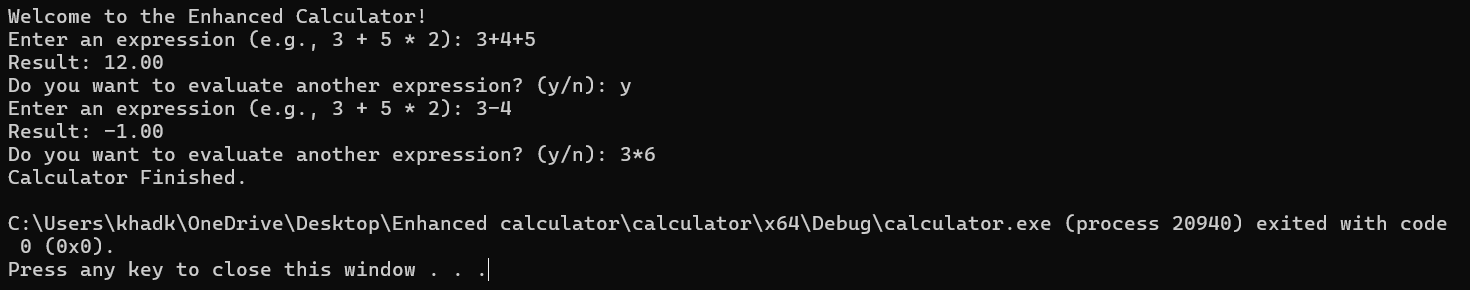 Welcome to the Enhanced Calculator!
Enter an expression (e.g., 3 + 5 * 2): 3+4+5
Result: 12.00
Do you want to evaluate another expression? (y/n): y
Enter an expression (e.g., 3 + 5 * 2): 3-4
Result: -1.00
Do you want to evaluate another expression? (y/n): 3*6
Calculator Finished.

C:\Users\khadk\OneDrive\Desktop\Enhanced calculator\calculator\x64\Debug\calculator.exe (process 20940) exited with code
 0 (0x0).
Press any key to close this window . . .